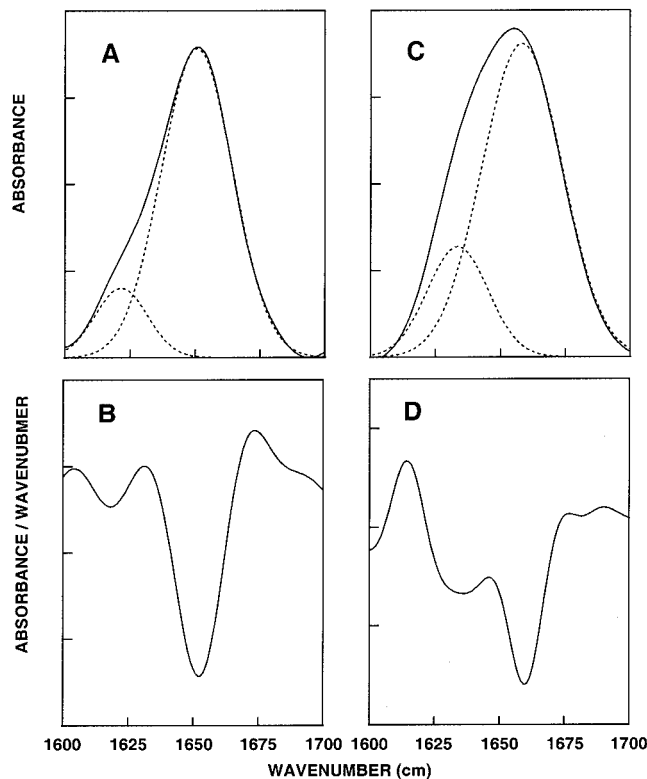 A
C
ABSORBANCE
B
D
ABSORBANCE / WAVENUBMER
1600 1625 1650 1675 1700 1600 1625 1650 1675 1700
WAVENUMBER (cm)